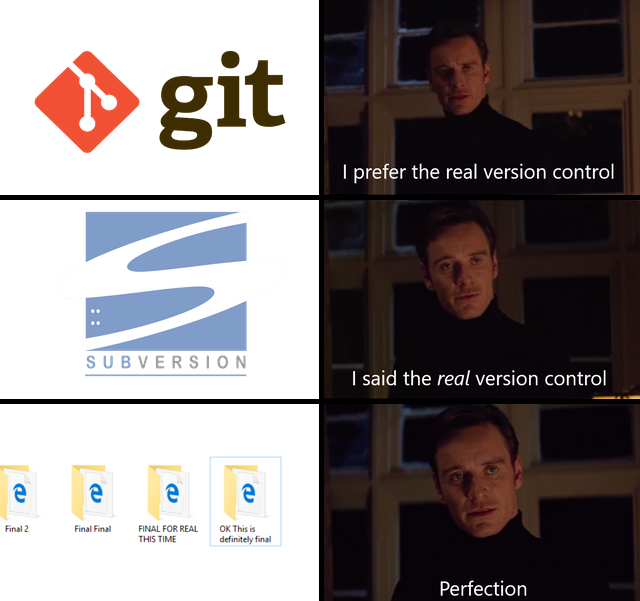 git
I prefer the real version control
SUBVERSION
I said the real version control
Final 2
Final Final
FINAL FOR REAL
THIS TIME
OK This is
definitely final
Perfection